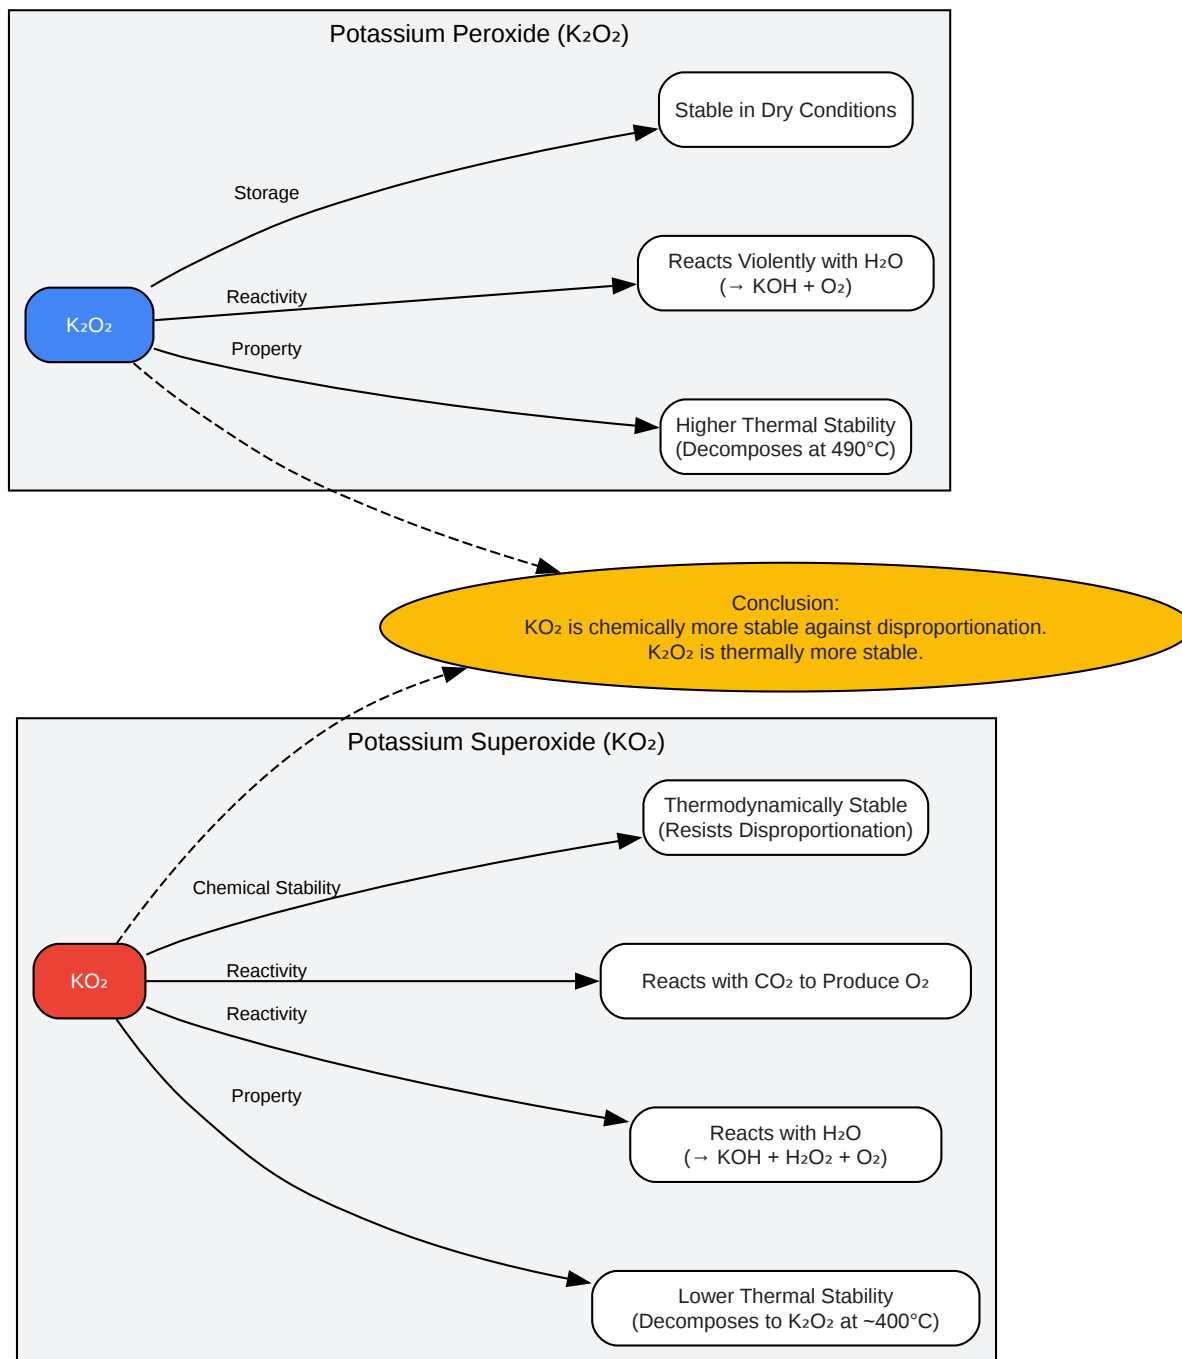 Potassium Peroxide (K₂O₂)
Stable in Dry Conditions
Storage
Reacts Violently with H₂O
(→ KOH + O₂)
Reactivity
K₂O₂
Property
Higher Thermal Stability
(Decomposes at 490°C)
Conclusion:
KO₂ is chemically more stable against disproportionation.
K₂O₂ is thermally more stable.
Potassium Superoxide (KO₂)
Thermodynamically Stable
(Resists Disproportionation)
Chemical Stability
Reactivity
KO₂
Reacts with CO₂ to Produce O₂
Reactivity
Property
Reacts with H₂O
(→ KOH + H₂O₂ + O₂)
Lower Thermal Stability
(Decomposes to K₂O₂ at ~400°C)